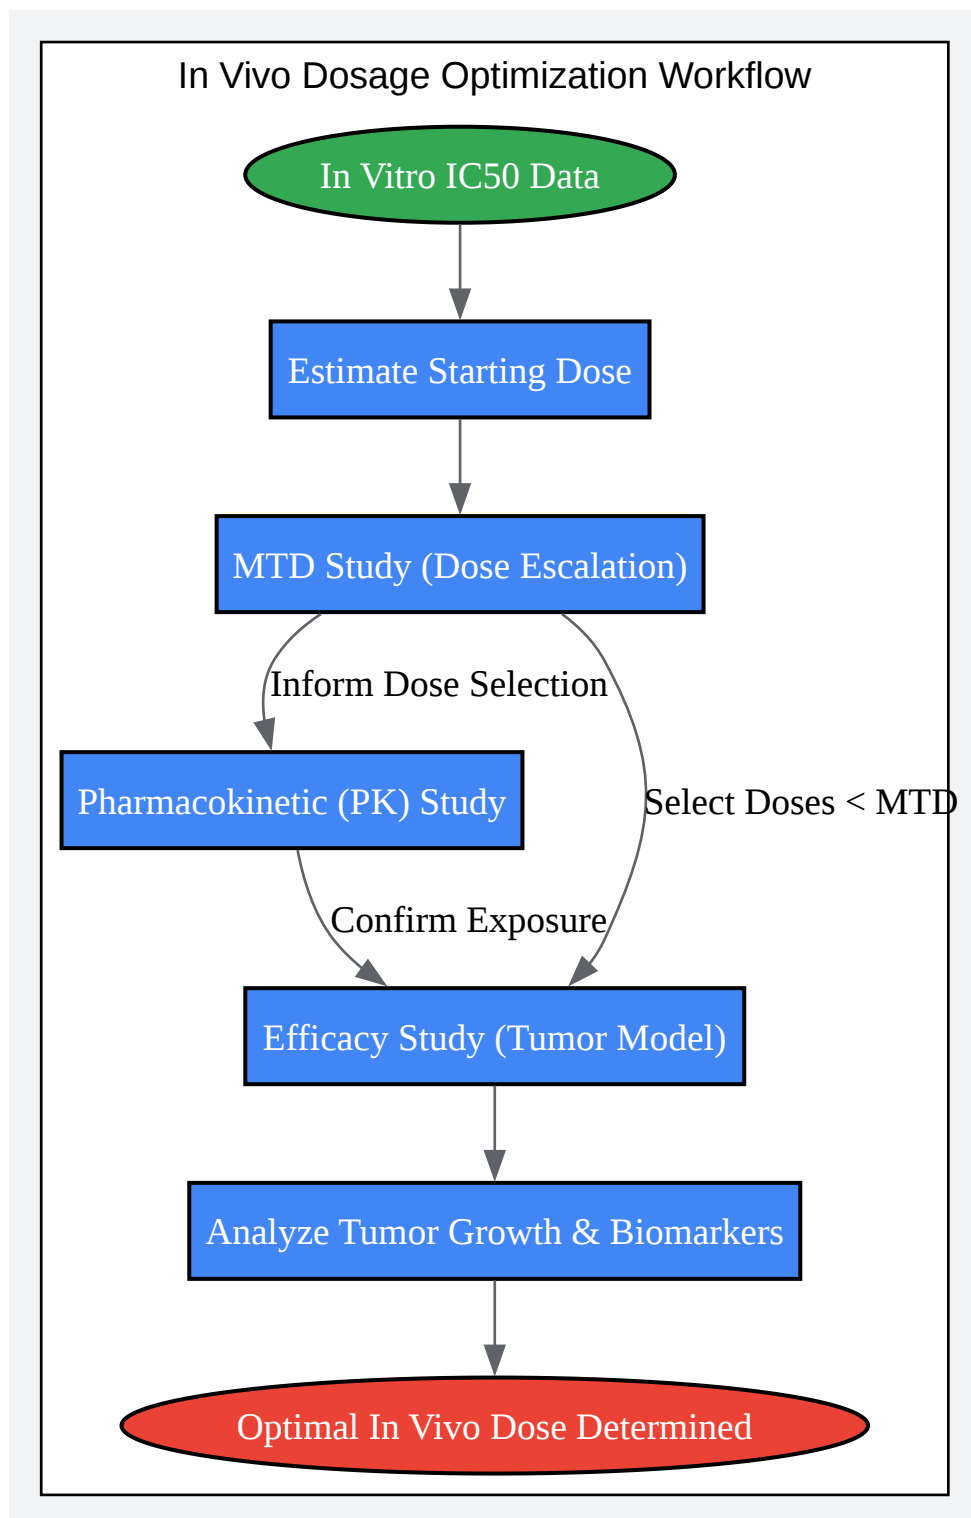 In Vivo Dosage Optimization Workflow
In Vitro IC50 Data
Estimate Starting Dose
MTD Study (Dose Escalation)
Inform Dose Selection
Pharmacokinetic (PK) Study
Select Doses < MTD
Confirm Exposure
Efficacy Study (Tumor Model)
Analyze Tumor Growth & Biomarkers
Optimal In Vivo Dose Determined